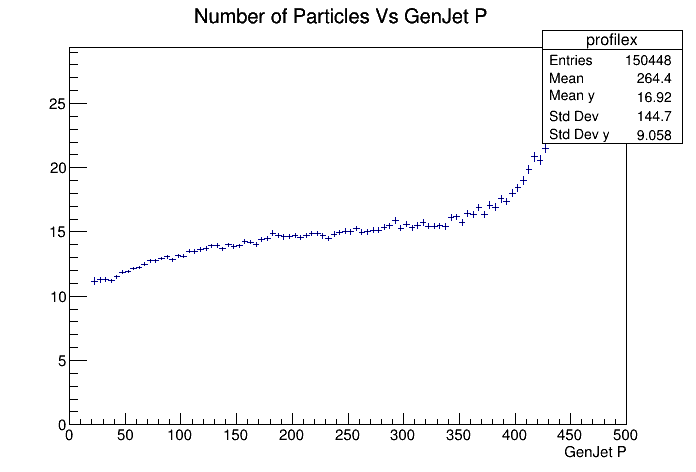 Number of Particles Vs GenJet P
profilex
Entries 150448
Mean 264.4
Mean y 16.92
Std Dev 144.7
Std Dev y 9.058
25
20
15
10
5
0
0 50 100 150 200 250 300 350 400 450 500
GenJet P